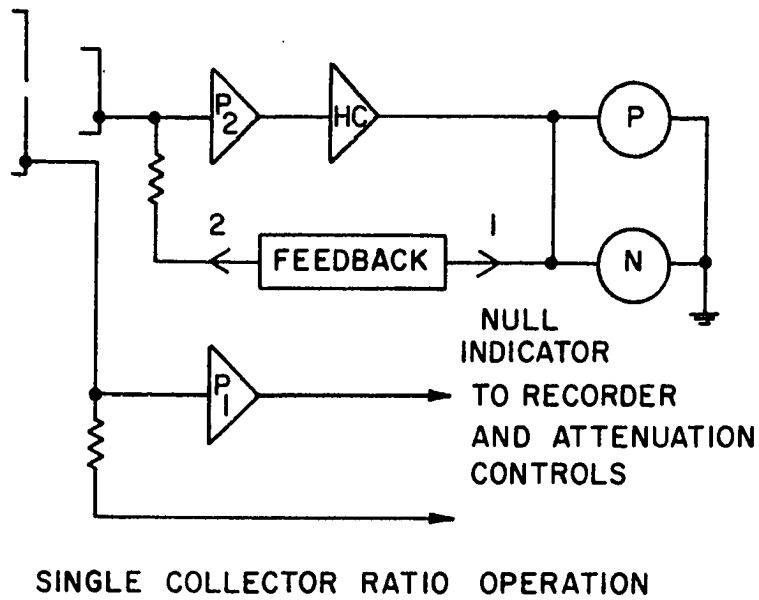 P2
HC
P
2
1
FEEDBACK
N
NULL
INDICATOR
P1
TO RECORDER
AND ATTENUATION
CONTROLS
SINGLE COLLECTOR RATIO OPERATION